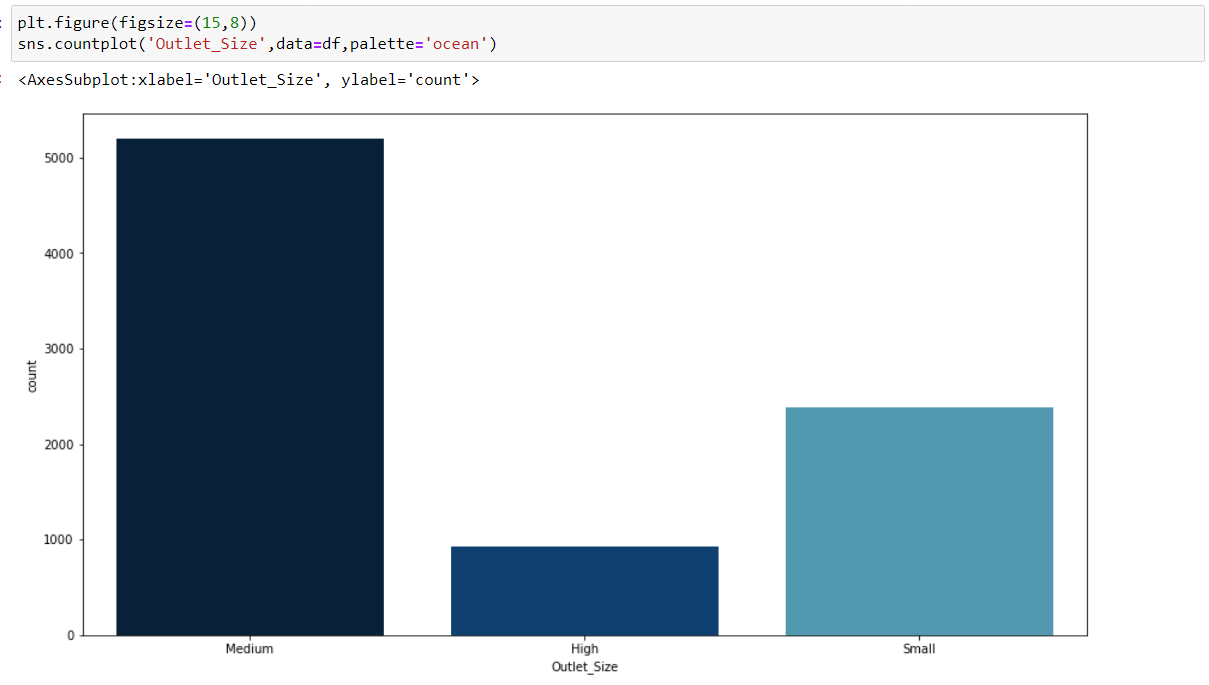 plt.figure(figsize=(15,8))
sns.countplot('Outlet_Size',data=df,palette='ocean')
<AxesSubplot:xlabel='Outlet_Size', ylabel='count'>
5000
4000
3000
2000
1000
0
count
Medium High Small
Outlet_Size